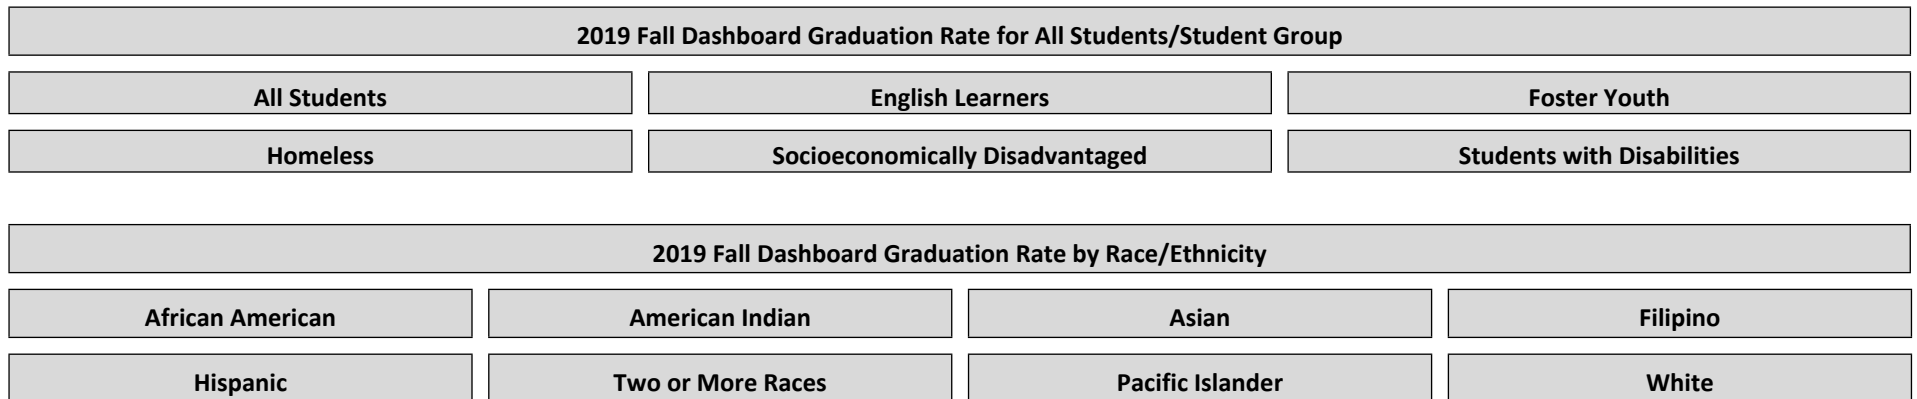 2019 Fall Dashboard Graduation Rate for All Students/Student Group
All Students English Learners Foster Youth
Homeless Socioeconomically Disadvantaged Students with Disabilities
2019 Fall Dashboard Graduation Rate by Race/Ethnicity
African American American Indian Asian Filipino
Hispanic Two or More Races Pacific Islander White